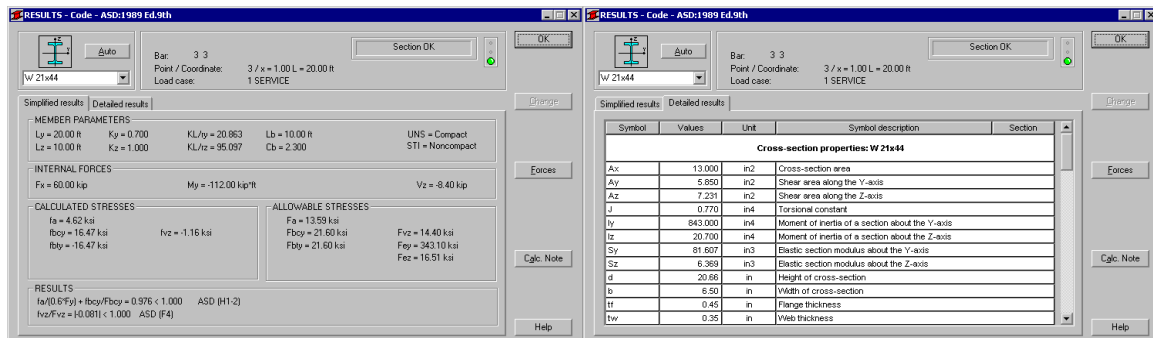 RESULTS - Code - ASD:1989 Ed.9th
z
y
Auto
W 21x44
Bar: 3 3
Point / Coordinate: 3 / x = 1.00 L = 20.00 ft
Load case: 1 SERVICE
Section OK
OK
Change
Forces
Calc. Note
Help
Simplified results
Detailed results
MEMBER PARAMETERS
Ly = 20.00 ft Ky = 0.700 KL/ry = 20.863 Lb = 10.00 ft UNS = Compact
Lz = 10.00 ft Kz = 1.000 KL/rz = 95.097 Cb = 2.300 STI = Noncompact
INTERNAL FORCES
Fx = 60.00 kip My = -112.00 kip*ft Vz = -8.40 kip
CALCULATED STRESSES
fa = 4.62 ksi
fbcy = 16.47 ksi fvz = -1.16 ksi
fbty = -16.47 ksi
ALLOWABLE STRESSES
Fa = 13.59 ksi
Fbcy = 21.60 ksi Fvz = 14.40 ksi
Fbty = 21.60 ksi Fey = 343.10 ksi
Fez = 16.51 ksi
RESULTS
fa/(0.6*Fy) + fbcy/Fbcy = 0.976 < 1.000 ASD (H1-2)
fvz/Fvz = |-0.081| < 1.000 ASD (F4)
RESULTS - Code - ASD:1989 Ed.9th
z
y
Auto
W 21x44
Bar: 3 3
Point / Coordinate: 3 / x = 1.00 L = 20.00 ft
Load case: 1 SERVICE
Section OK
OK
Change
Forces
Calc. Note
Help
Simplified results
Detailed results
Symbol Values Unit Symbol description Section
Cross-section properties: W 21x44
Ax 13.000 in2 Cross-section area
Ay 5.850 in2 Shear area along the Y-axis
Az 7.231 in2 Shear area along the Z-axis
J 0.770 in4 Torsional constant
Iy 843.000 in4 Moment of inertia of a section about the Y-axis
Iz 20.700 in4 Moment of inertia of a section about the Z-axis
Sy 81.607 in3 Elastic section modulus about the Y-axis
Sz 6.369 in3 Elastic section modulus about the Z-axis
d 20.66 in Height of cross-section
b 6.50 in Width of cross-section
tf 0.45 in Flange thickness
tw 0.35 in Web thickness